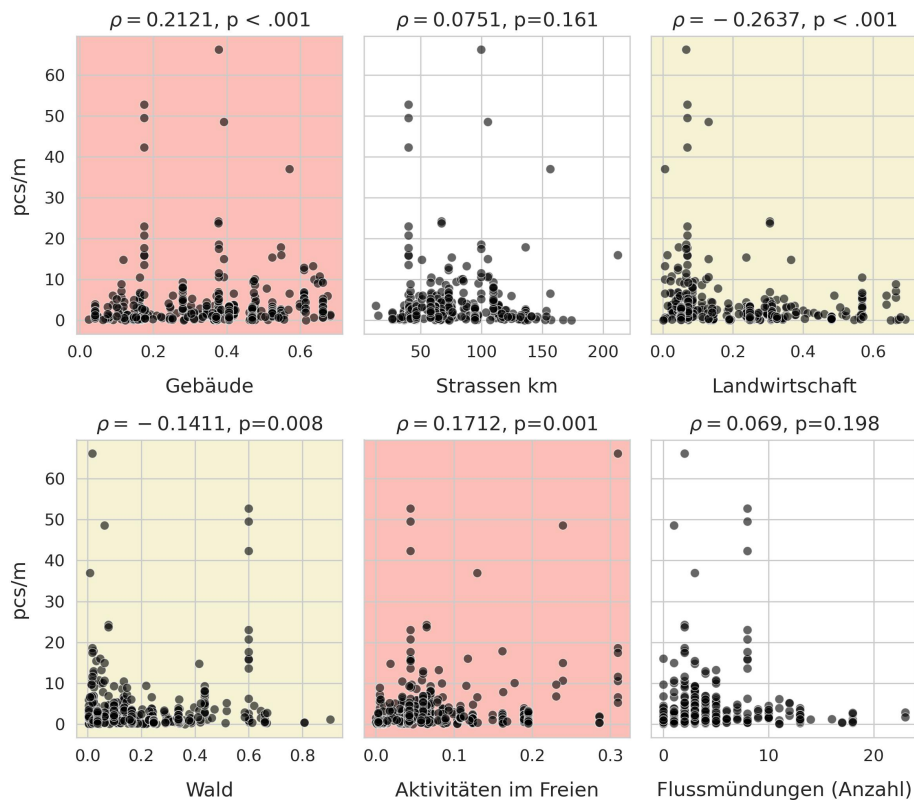 ρ = 0.2121, p < .001
ρ = 0.0751, p=0.161
ρ = − 0.2637, p < .001
pcs/m
60
50
40
30
20
10
0
0.0 0.2 0.4 0.6
50 100 150 200
0.0 0.2 0.4 0.6
Gebäude
Strassen km
Landwirtschaft
ρ = − 0.1411, p=0.008
ρ = 0.1712, p=0.001
ρ = 0.069, p=0.198
pcs/m
60
50
40
30
20
10
0
0.0 0.2 0.4 0.6 0.8
0.0 0.1 0.2 0.3
0 10 20
Wald
Aktivitäten im Freien
Flussmündungen (Anzahl)